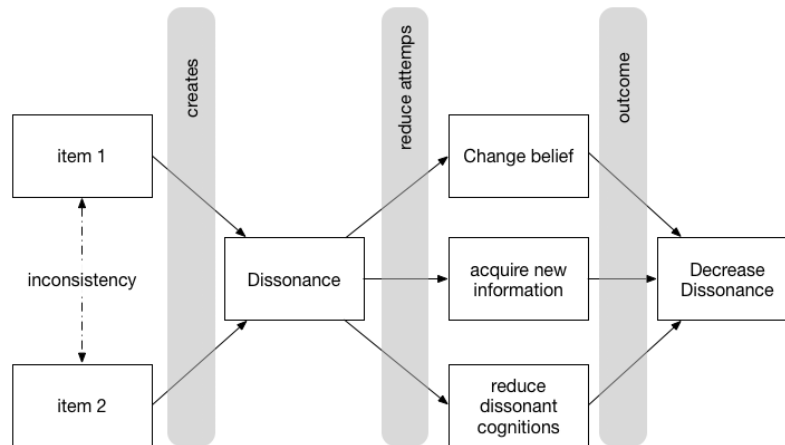 creates
reduce attemps
outcome
item 1
Change belief
inconsistency
Dissonance
acquire new
information
Decrease
Dissonance
item 2
reduce
dissonant
cognitions